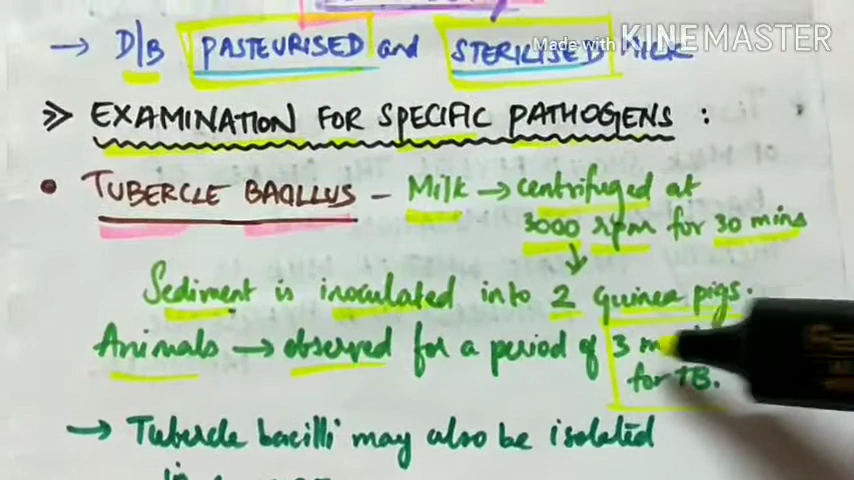 Made with KINEMASTER
→ D/B PASTEURISED and STERILISED MILK
» EXAMINATION FOR SPECIFIC PATHOGENS :
• TUBERCLE BACILLUS - Milk → centrifuged at
3000 rpm for 30 mins
↓
Sediment is inoculated into 2 guinea pigs.
Animals → observed for a period of 3
for TB.
→ Tubercle bacilli may also be isolated
in